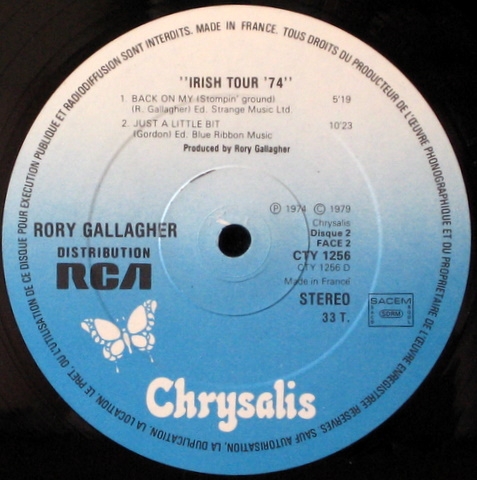 MADE IN FRANCE. TOUS DROITS DU PRODUCTEUR DE L'ŒUVRE PHONOGRAPHIQUE ET DU PROPRIETAIRE DE L'ŒUVRE ENREGISTREE RESERVES. SAUF AUTORISATION, LA DUPLICATION, LA LOCATION, LE PRET, OU L'UTILISATION DE CE DISQUE POUR EXECUTION PUBLIQUE ET RADIODIFFUSION SONT INTERDITS.
"IRISH TOUR '74"
1. BACK ON MY (Stompin' ground) 5'19
(R. Gallagher) Ed. Strange Music Ltd.
2. JUST A LITTLE BIT 10'23
(Gordon) Ed. Blue Ribbon Music
Produced by Rory Gallagher
Ⓟ 1974 © 1979
Chrysalis
Disque 2
FACE 2
CTY 1256
CTY 1256 D
Made in France
STEREO
33 T.
RORY GALLAGHER
DISTRIBUTION
RCA
SACEM
SDRM
Chrysalis